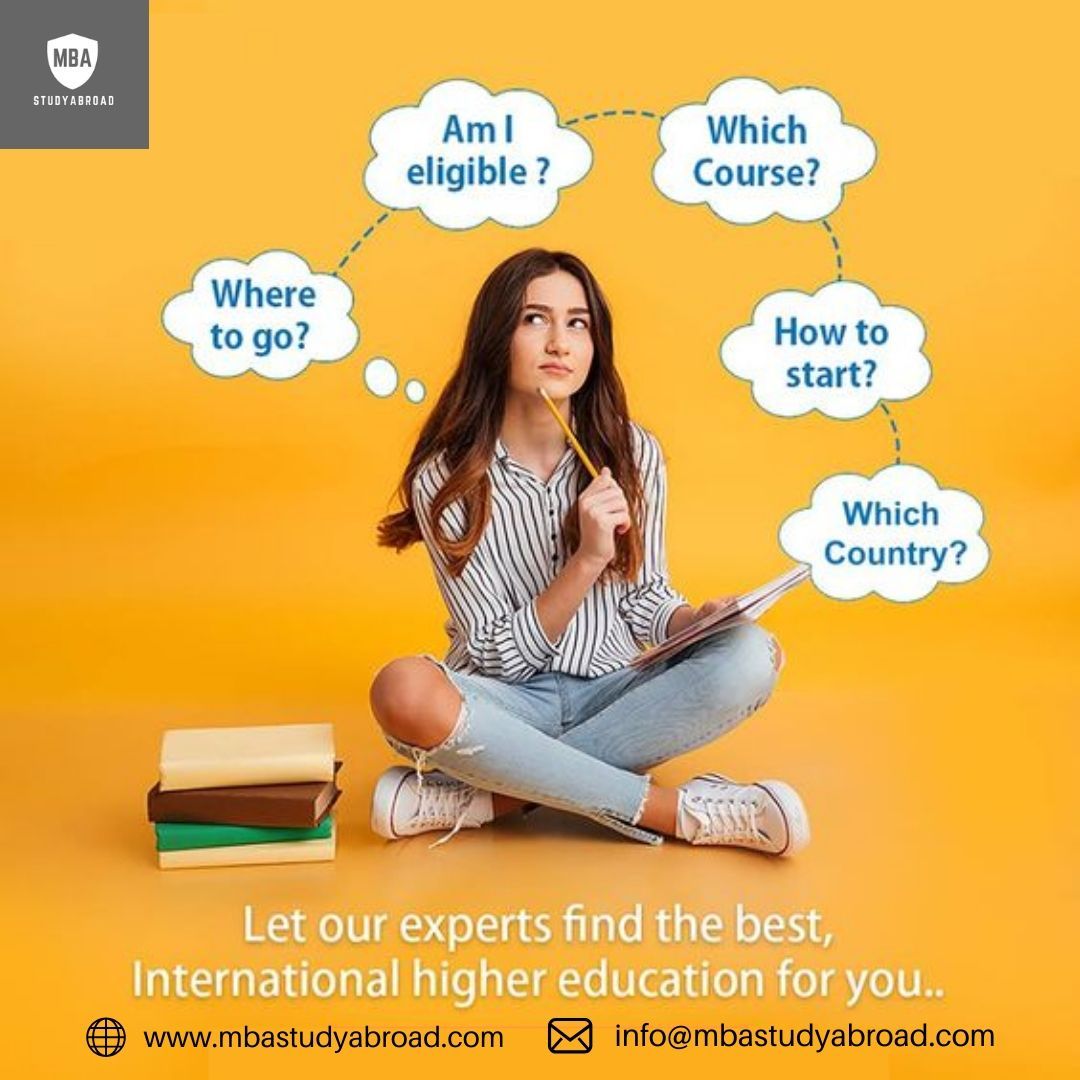 MBA
STUDYABROAD
Am I
eligible ?
Which
Course?
Where
to go?
How to
start?
Which
Country?
Let our experts find the best,
International higher education for you..
www.mbastudyabroad.com
info@mbastudyabroad.com